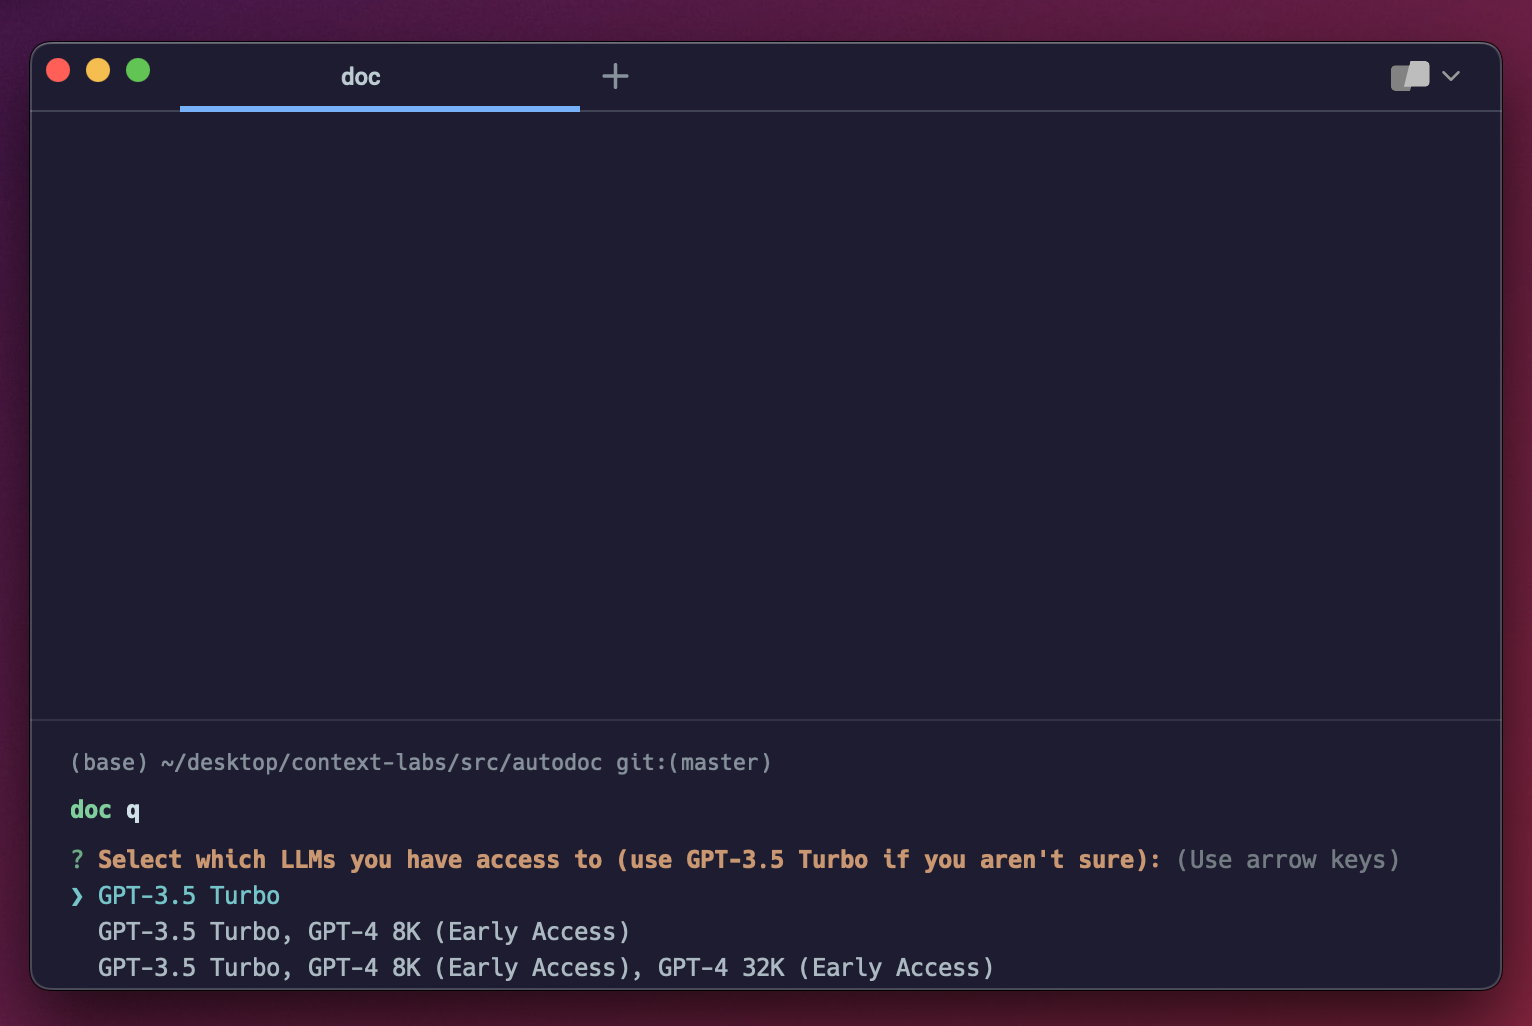 doc
(base) ~/desktop/context-labs/src/autodoc git:(master)
doc q
? Select which LLMs you have access to (use GPT-3.5 Turbo if you aren't sure): (Use arrow keys)
❯ GPT-3.5 Turbo
GPT-3.5 Turbo, GPT-4 8K (Early Access)
GPT-3.5 Turbo, GPT-4 8K (Early Access), GPT-4 32K (Early Access)